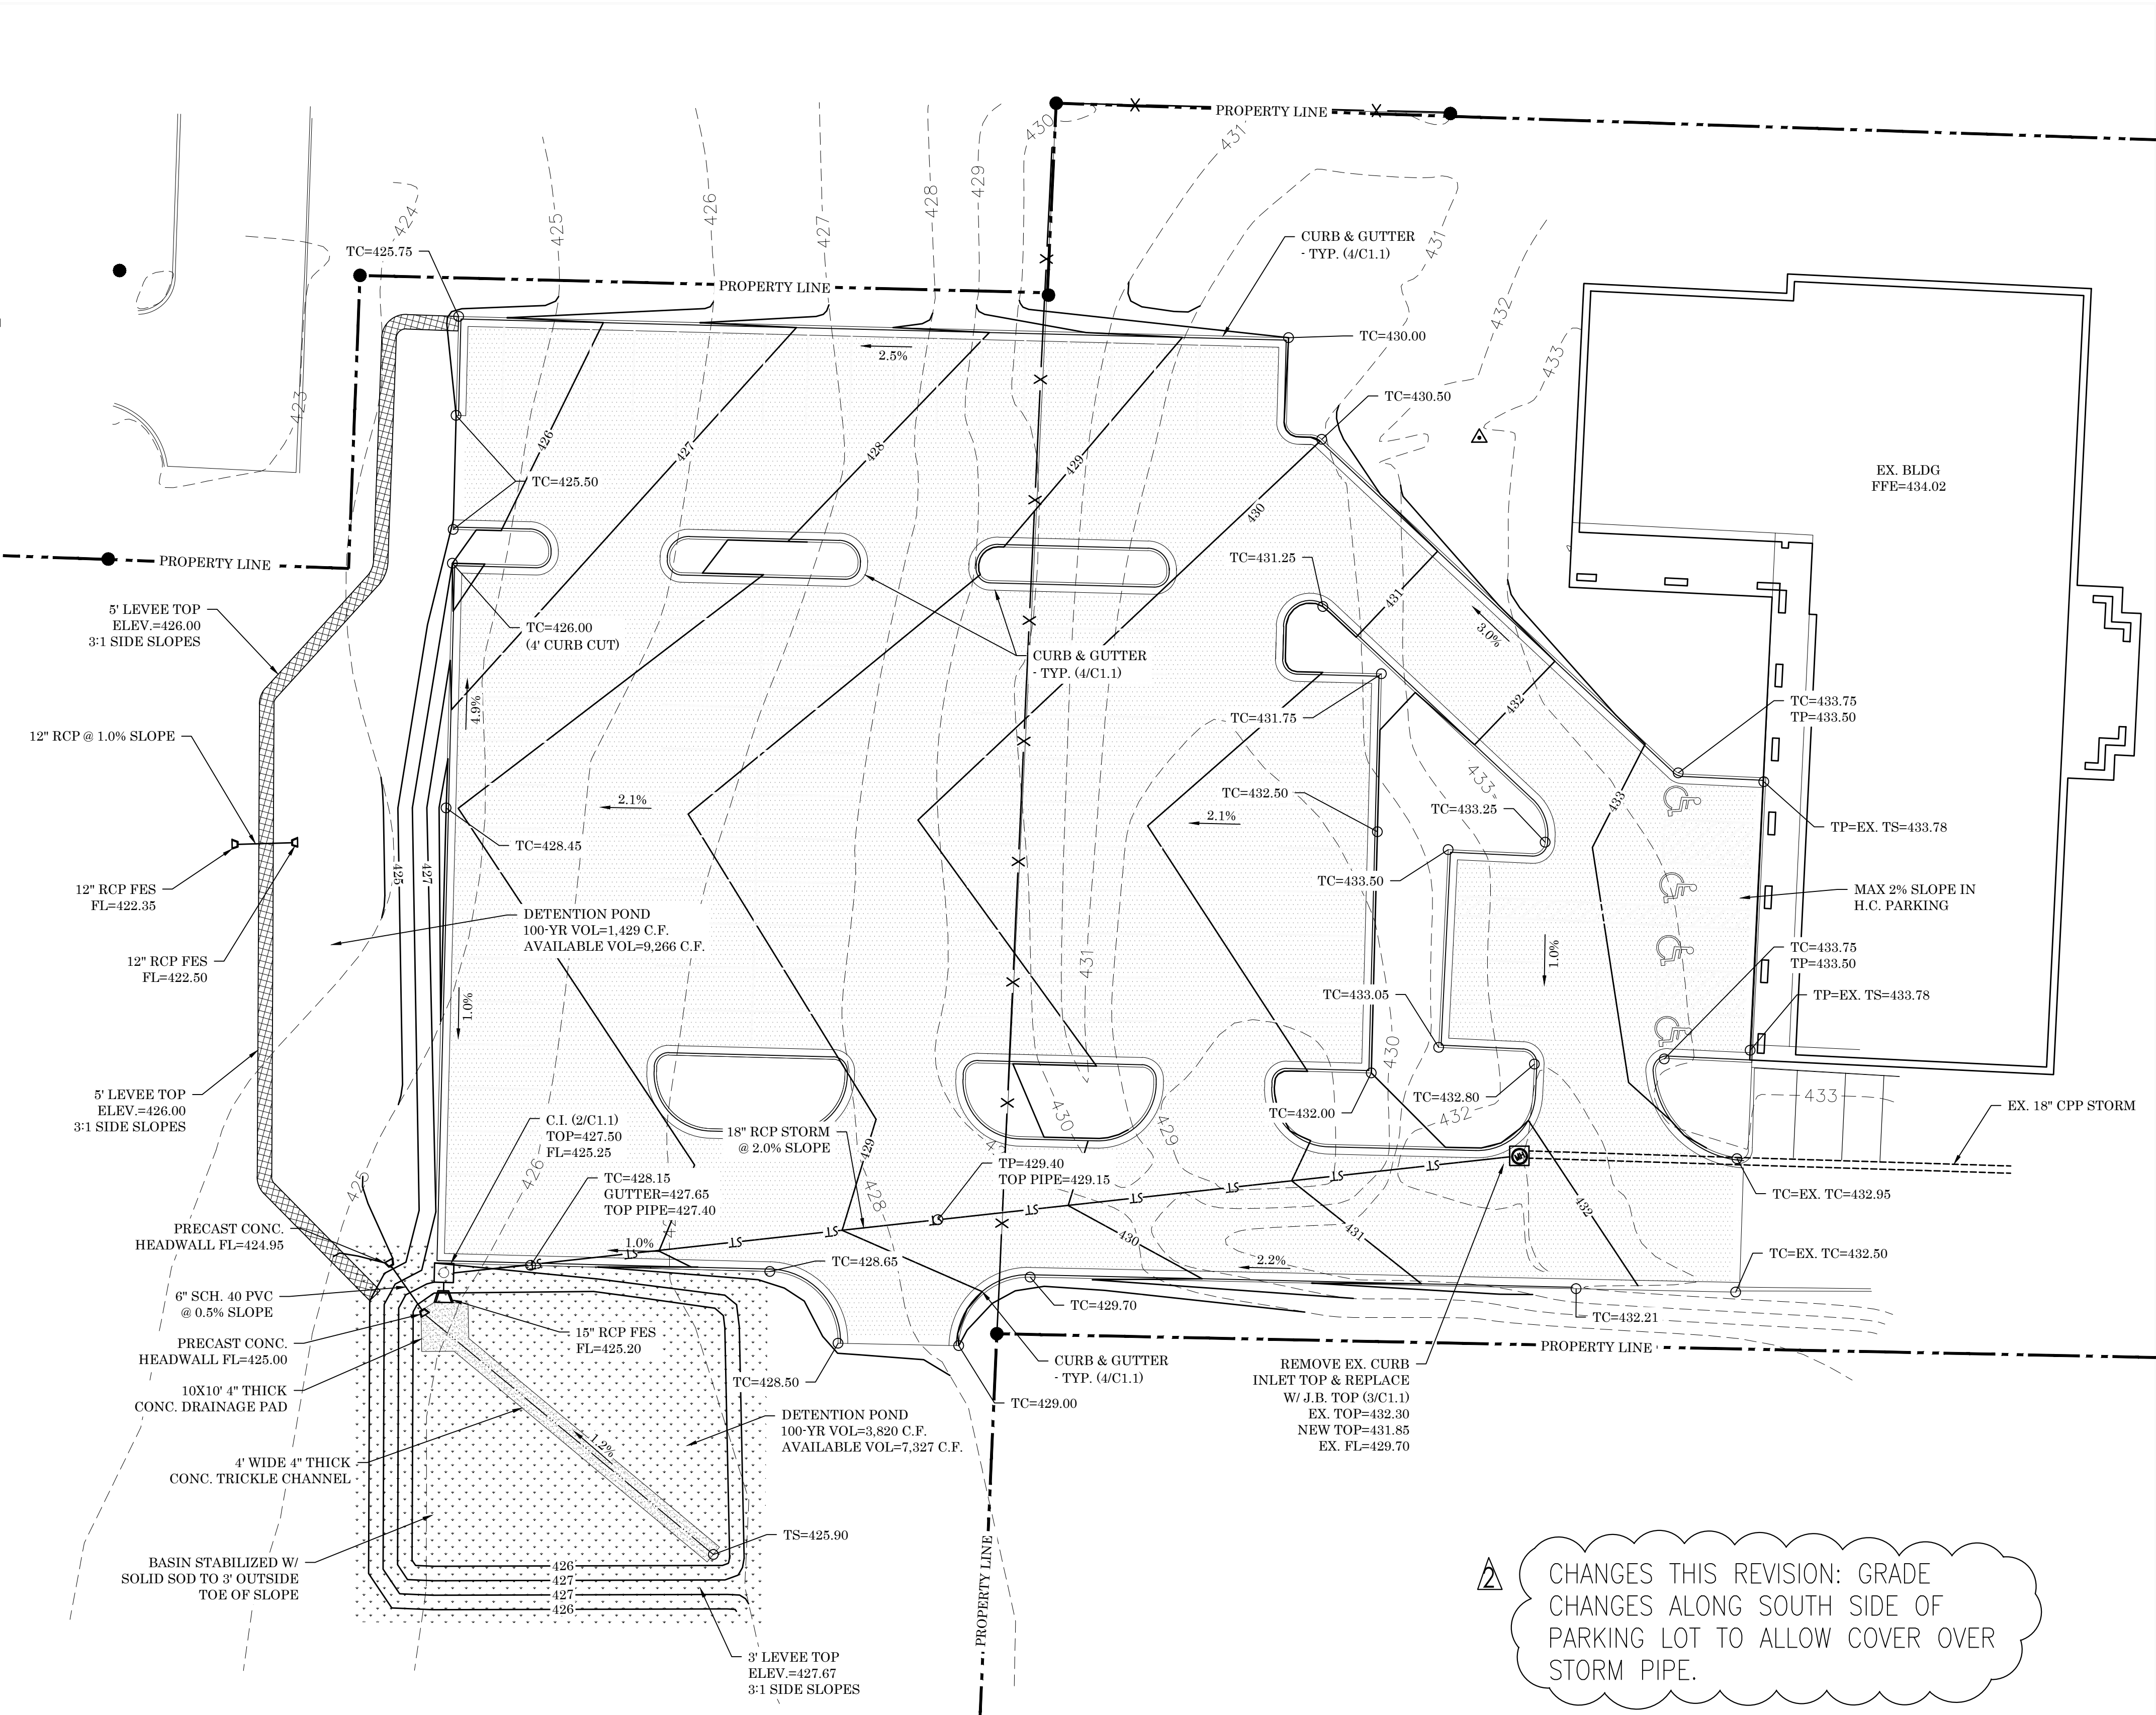 PROPERTY LINE
430
431
429
428
427
426
425
424
423
TC=425.75
CURB & GUTTER
- TYP. (4/C1.1)
431
432
433
PROPERTY LINE
TC=430.00
2.5%
TC=430.50
426
427
428
429
430
TC=425.50
EX. BLDG
FFE=434.02
PROPERTY LINE
TC=431.25
431
5' LEVEE TOP
ELEV.=426.00
3:1 SIDE SLOPES
TC=426.00
(4' CURB CUT)
3.0%
CURB & GUTTER
- TYP. (4/C1.1)
4.9%
432
TC=433.75
TP=433.50
TC=431.75
12" RCP @ 1.0% SLOPE
433
433
2.1%
2.1%
TC=432.50
TC=433.25
TP=EX. TS=433.78
TC=428.45
425
427
12" RCP FES
FL=422.35
TC=433.50
MAX 2% SLOPE IN
H.C. PARKING
DETENTION POND
100-YR VOL=1,429 C.F.
AVAILABLE VOL=9,266 C.F.
12" RCP FES
FL=422.50
431
1.0%
TC=433.75
TP=433.50
1.0%
TC=433.05
TP=EX. TS=433.78
430
5' LEVEE TOP
ELEV.=426.00
3:1 SIDE SLOPES
C.I. (2/C1.1)
TOP=427.50
FL=425.25
TC=432.80
TC=432.00
432
433
EX. 18" CPP STORM
430
429
18" RCP STORM
@ 2.0% SLOPE
429
TP=429.40
TOP PIPE=429.15
426
425
TC=428.15
GUTTER=427.65
TOP PIPE=427.40
428
ST
ST
ST
ST
ST
ST
ST
ST
TC=EX. TC=432.95
432
431
430
PRECAST CONC.
HEADWALL FL=424.95
1.0%
TC=428.65
2.2%
TC=EX. TC=432.50
6" SCH. 40 PVC
@ 0.5% SLOPE
TC=429.70
TC=432.21
15" RCP FES
FL=425.20
PRECAST CONC.
HEADWALL FL=425.00
PROPERTY LINE
CURB & GUTTER
- TYP. (4/C1.1)
REMOVE EX. CURB
INLET TOP & REPLACE
W/ J.B. TOP (3/C1.1)
EX. TOP=432.30
NEW TOP=431.85
EX. FL=429.70
TC=428.50
10X10' 4" THICK
CONC. DRAINAGE PAD
TC=429.00
DETENTION POND
100-YR VOL=3,820 C.F.
AVAILABLE VOL=7,327 C.F.
1.2%
4' WIDE 4" THICK
CONC. TRICKLE CHANNEL
TS=425.90
PROPERTY LINE
BASIN STABILIZED W/
SOLID SOD TO 3' OUTSIDE
TOE OF SLOPE
426
427
427
426
3' LEVEE TOP
ELEV.=427.67
3:1 SIDE SLOPES
2
CHANGES THIS REVISION: GRADE
CHANGES ALONG SOUTH SIDE OF
PARKING LOT TO ALLOW COVER OVER
STORM PIPE.